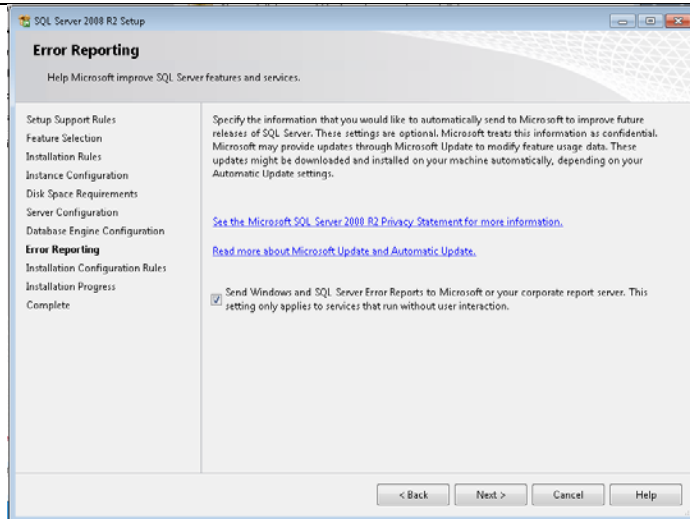 SQL Server 2008 R2 Setup
Error Reporting
Help Microsoft improve SQL Server features and services.
Setup Support Rules
Feature Selection
Installation Rules
Instance Configuration
Disk Space Requirements
Server Configuration
Database Engine Configuration
Error Reporting
Installation Configuration Rules
Installation Progress
Complete
Specify the information that you would like to automatically send to Microsoft to improve future
releases of SQL Server. These settings are optional. Microsoft treats this information as confidential.
Microsoft may provide updates through Microsoft Update to modify feature usage data. These
updates might be downloaded and installed on your machine automatically, depending on your
Automatic Update settings.
See the Microsoft SQL Server 2008 R2 Privacy Statement for more information.
Read more about Microsoft Update and Automatic Update.
Send Windows and SQL Server Error Reports to Microsoft or your corporate report server. This
setting only applies to services that run without user interaction.
< Back
Next >
Cancel
Help